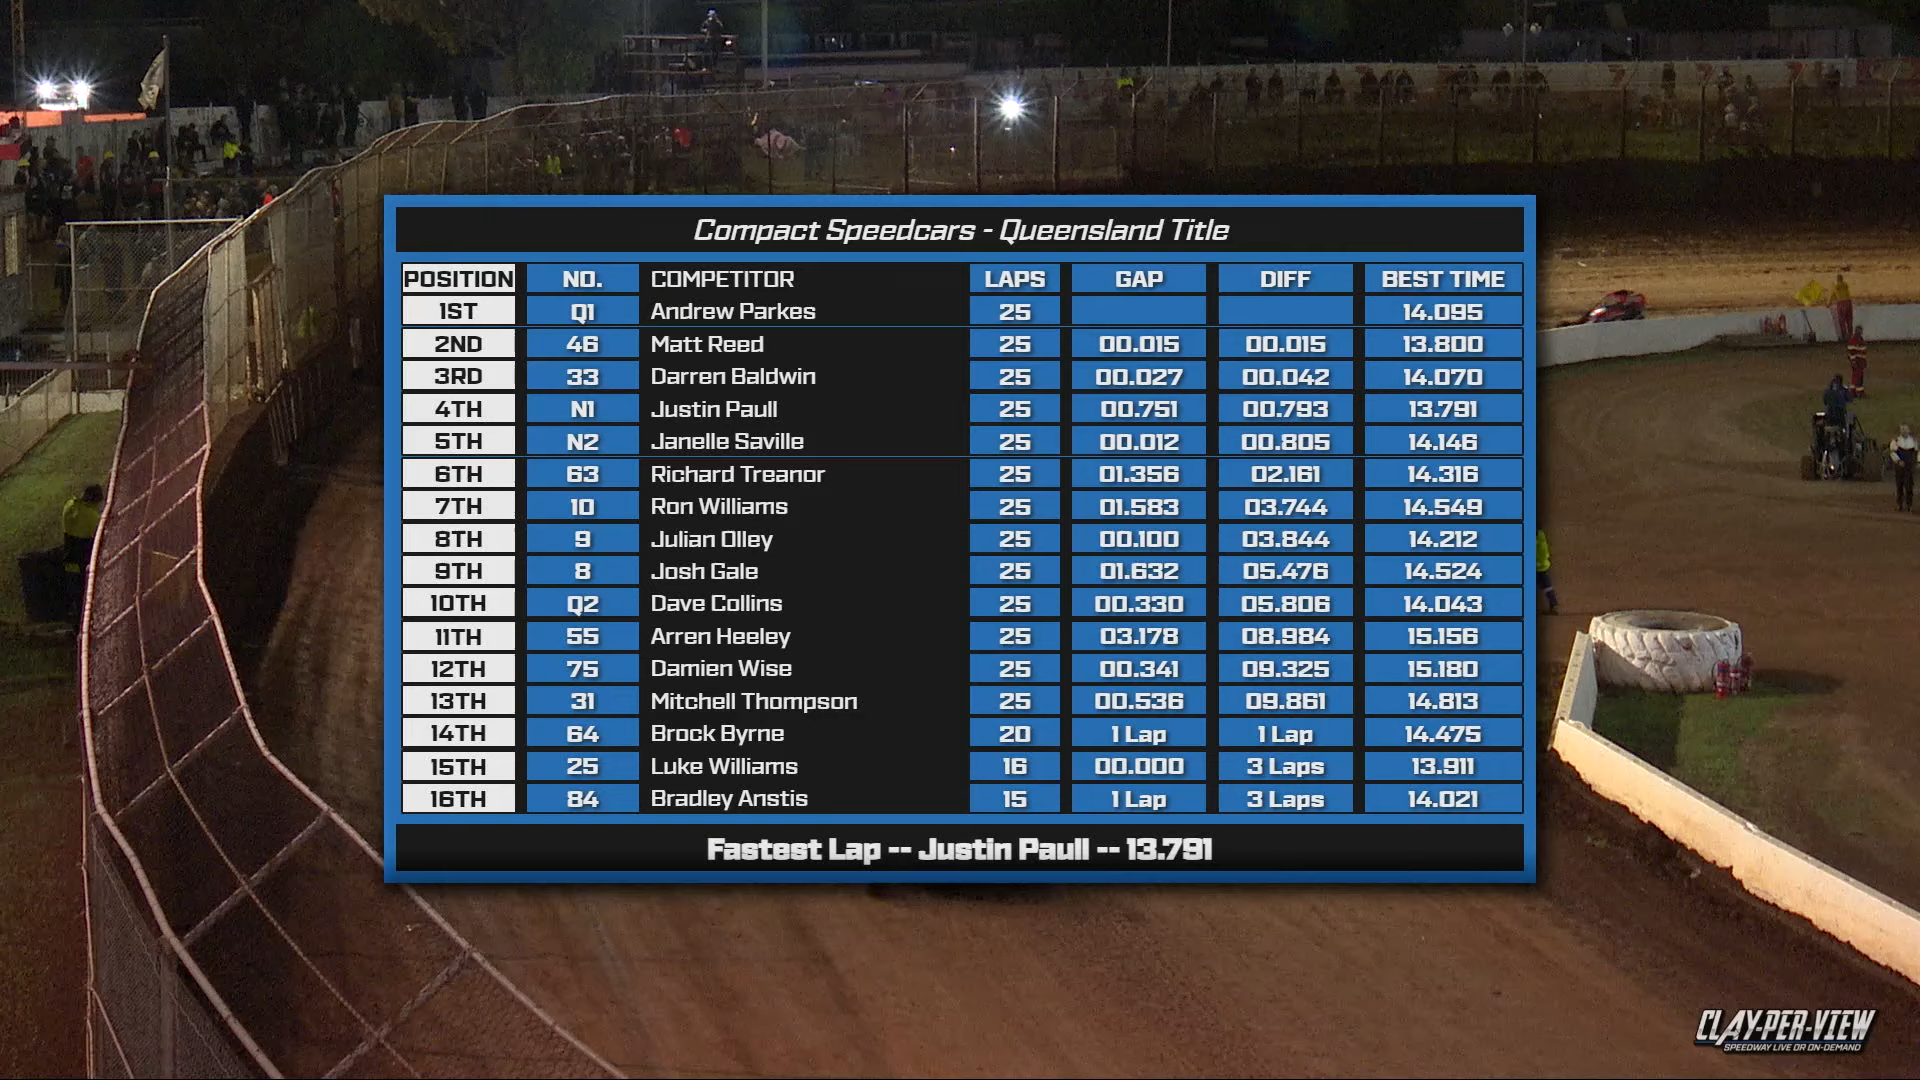 Compact Speedcars - Queensland Title
POSITION NO. COMPETITOR LAPS GAP DIFF BEST TIME
1ST Q1 Andrew Parkes 25 14.095
2ND 46 Matt Reed 25 00.015 00.015 13.800
3RD 33 Darren Baldwin 25 00.027 00.042 14.070
4TH N1 Justin Paull 25 00.751 00.793 13.791
5TH N2 Janelle Saville 25 00.012 00.805 14.146
6TH 63 Richard Treanor 25 01.356 02.161 14.316
7TH 10 Ron Williams 25 01.583 03.744 14.549
8TH 9 Julian Olley 25 00.100 03.844 14.212
9TH 8 Josh Gale 25 01.632 05.476 14.524
10TH Q2 Dave Collins 25 00.330 05.806 14.043
11TH 55 Arren Heeley 25 03.178 08.984 15.156
12TH 75 Damien Wise 25 00.341 09.325 15.180
13TH 31 Mitchell Thompson 25 00.536 09.861 14.813
14TH 64 Brock Byrne 20 1 Lap 1 Lap 14.475
15TH 25 Luke Williams 16 00.000 3 Laps 13.911
16TH 84 Bradley Anstis 15 1 Lap 3 Laps 14.021
Fastest Lap -- Justin Paull -- 13.791
CLAY-PER-VIEW
SPEEDWAY LIVE OR ON-DEMAND